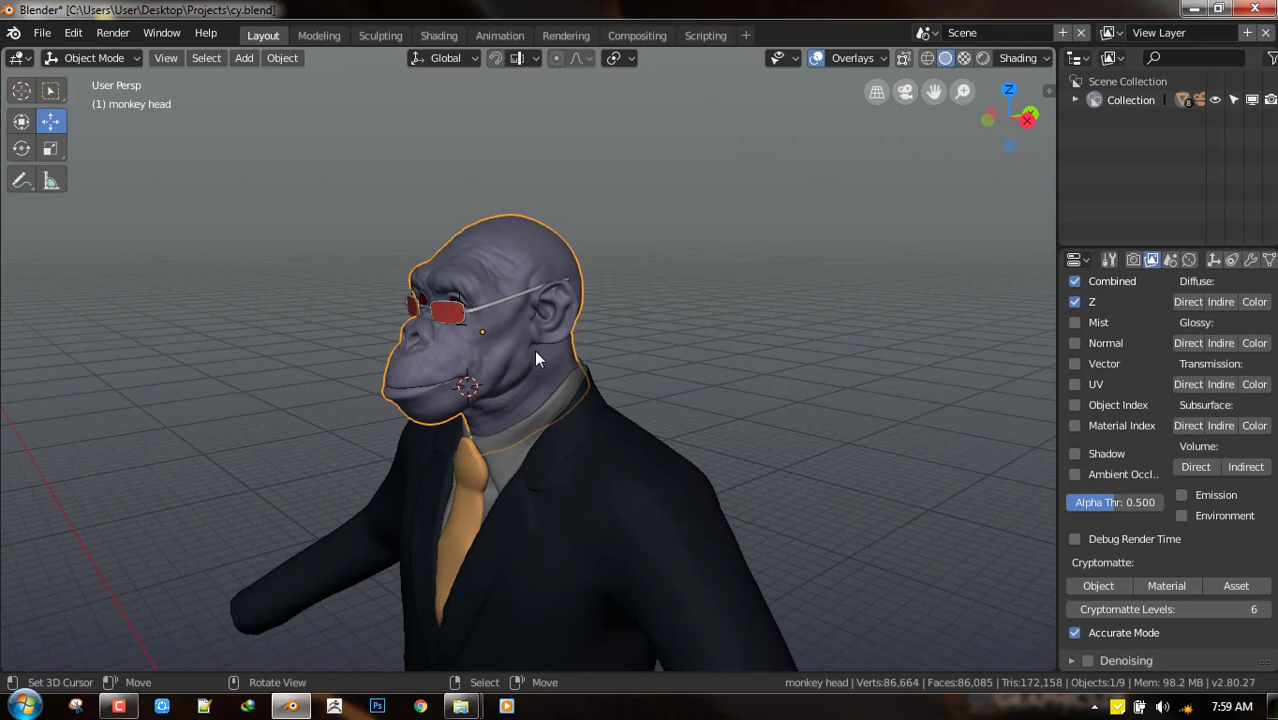 Blender* [C:\Users\User\Desktop\Projects\cy.blend]
File Edit Render Window Help
Layout Modeling Sculpting Shading Animation Rendering Compositing Scripting +
Scene
View Layer
Object Mode View Select Add Object
Global
Overlays
Shading
User Persp
(1) monkey head
Z
X
Scene Collection
Collection
8
Combined Diffuse:
Z Direct Indire Color
Mist Glossy:
Normal Direct Indire Color
Vector Transmission:
UV Direct Indire Color
Object Index Subsurface:
Material Index Direct Indire Color
Shadow Volume:
Ambient Occl.. Direct Indirect
Alpha Thr: 0.500 Emission
Environment
Debug Render Time
Cryptomatte:
Object Material Asset
Cryptomatte Levels: 6
Accurate Mode
Denoising
Set 3D Cursor Move Rotate View Select Move
monkey head | Verts:86,664 | Faces:86,085 | Tris:172,158 | Objects:1/9 | Mem: 98.2 MB | v2.80.27
Ps
7:59 AM